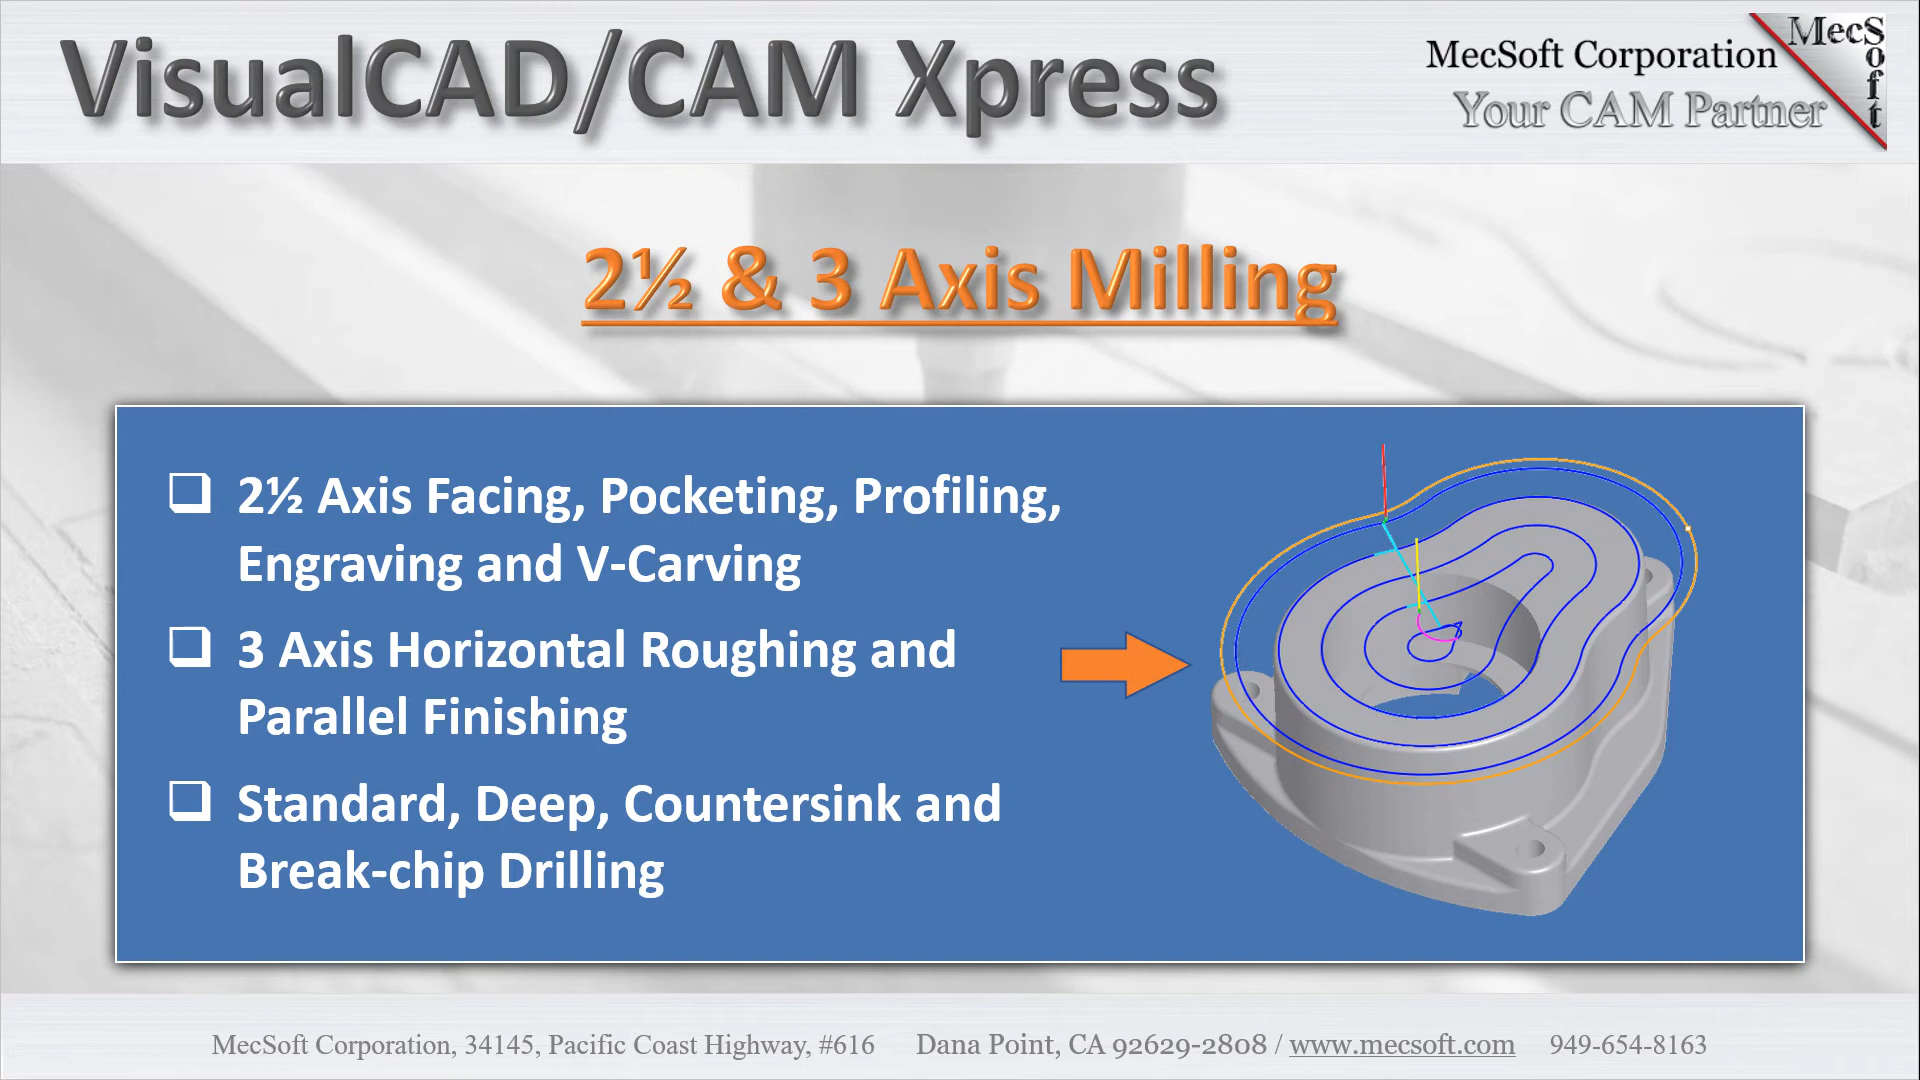 VisualCAD/CAM Xpress
MecSoft Corporation
Your CAM Partner
MecSoft
2½ & 3 Axis Milling
2½ Axis Facing, Pocketing, Profiling,
Engraving and V-Carving
3 Axis Horizontal Roughing and
Parallel Finishing
Standard, Deep, Countersink and
Break-chip Drilling
MecSoft Corporation, 34145, Pacific Coast Highway, #616 Dana Point, CA 92629-2808 / www.mecsoft.com 949-654-8163